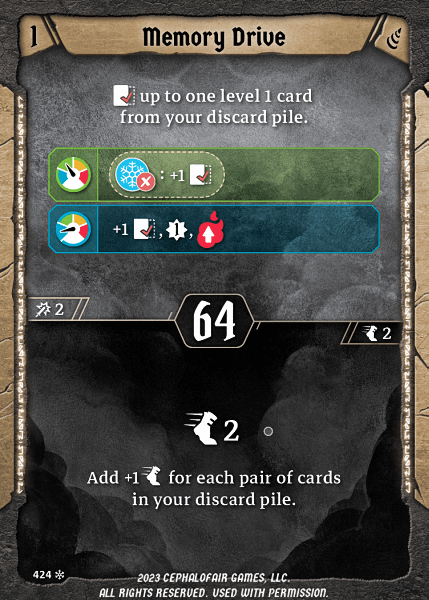 1
Memory Drive
up to one level 1 card
from your discard pile.
: +1
+1 , 1 ,
2
64
2
2
Add +1 for each pair of cards
in your discard pile.
424
2023 CEPHALOFAIR GAMES, LLC.
ALL RIGHTS RESERVED. USED WITH PERMISSION.